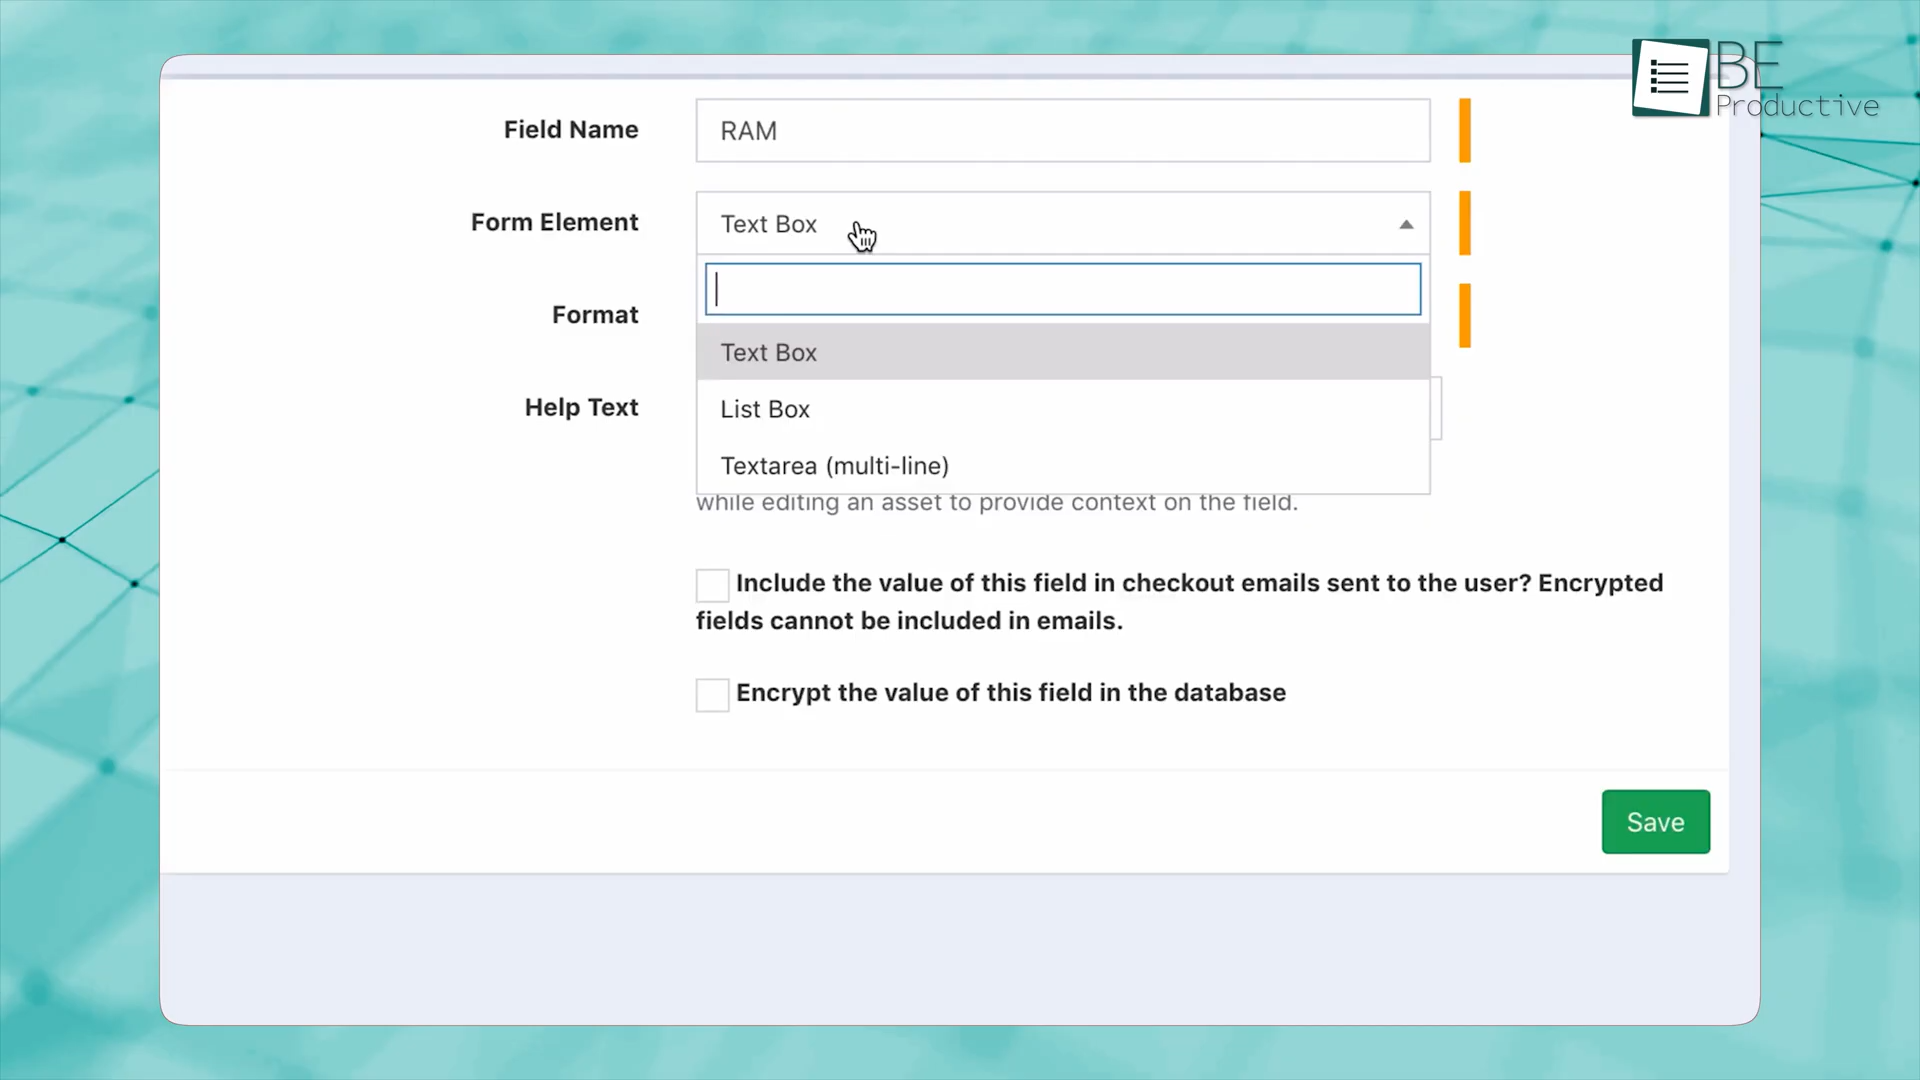 BE
Productive
Field Name
RAM
Form Element
Text Box
Format
Text Box
List Box
Help Text
Textarea (multi-line)
while editing an asset to provide context on the field.
Include the value of this field in checkout emails sent to the user? Encrypted
fields cannot be included in emails.
Encrypt the value of this field in the database
Save